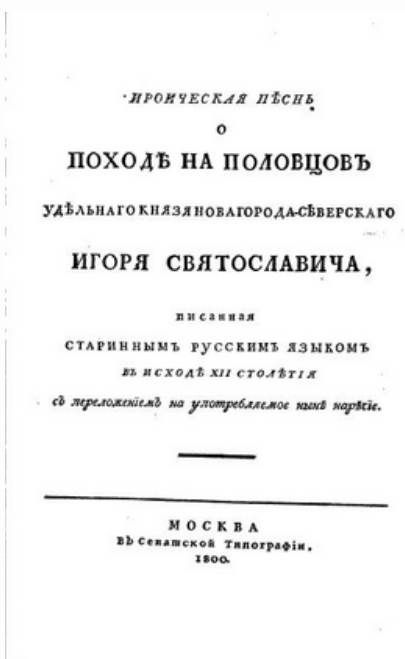 ИРОИЧЕСКАЯ ПѢСНЬ
О
ПОХОДѢ НА ПОЛОВЦОВЪ
УДѢЛЬНАГО КНЯЗЯ НОВАГОРОДА-СѢВЕРСКАГО
ИГОРЯ СВЯТОСЛАВИЧА,
писанная
СТАРИННЫМЪ РУССКИМЪ ЯЗЫКОМЪ
въ исходѣ XII столѣтія
съ переложеніемъ на употребляемое нынѣ нарѣчіе.
МОСКВА
Въ Сенатской Типографіи,
1800.